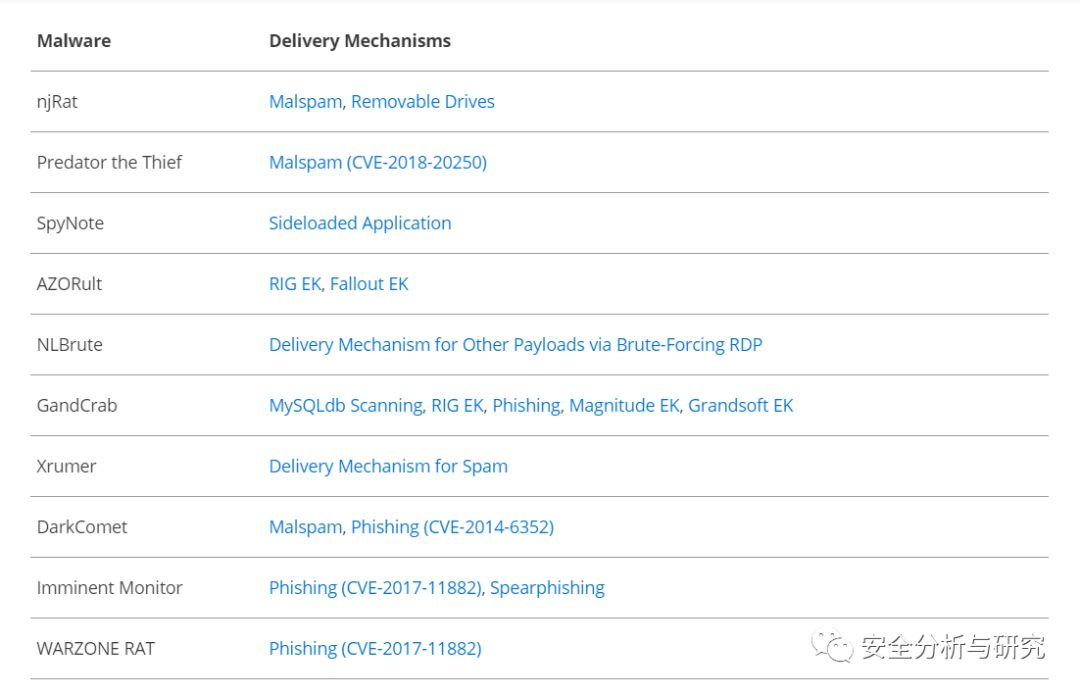 Malware Delivery Mechanisms
njRat Malspam, Removable Drives
Predator the Thief Malspam (CVE-2018-20250)
SpyNote Sideloaded Application
AZORult RIG EK, Fallout EK
NLBrute Delivery Mechanism for Other Payloads via Brute-Forcing RDP
GandCrab MySQLdb Scanning, RIG EK, Phishing, Magnitude EK, Grandsoft EK
Xrumer Delivery Mechanism for Spam
DarkComet Malspam, Phishing (CVE-2014-6352)
Imminent Monitor Phishing (CVE-2017-11882), Spearphishing
WARZONE RAT Phishing (CVE-2017-11882)
安全分析与研究